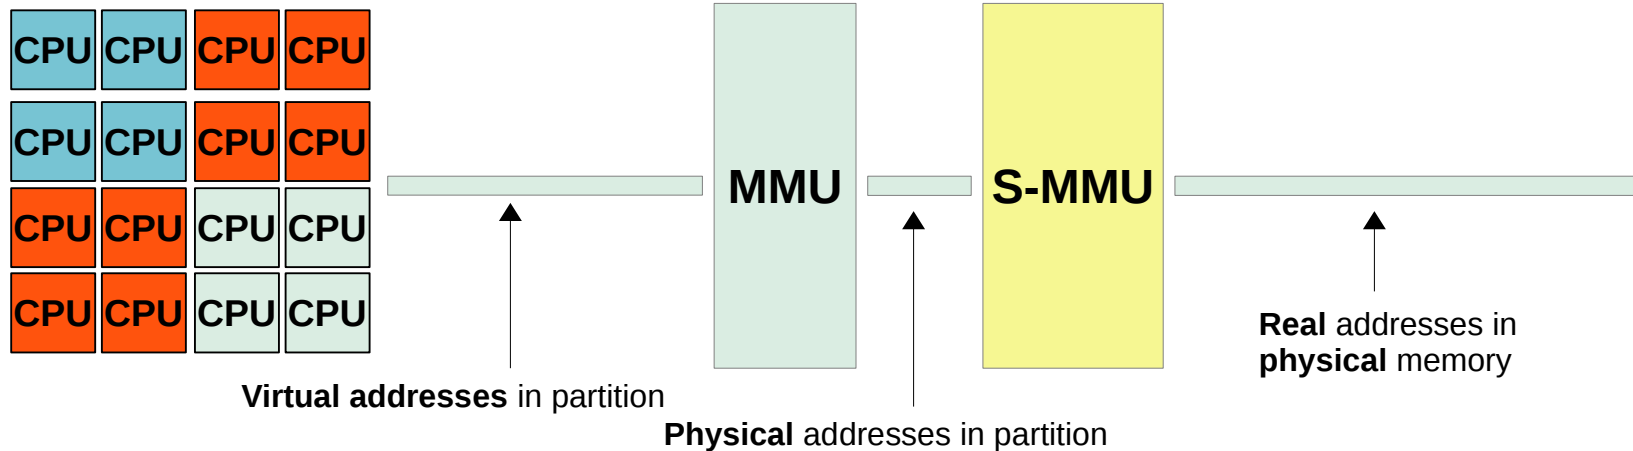 CPU CPU CPU CPU
CPU CPU CPU CPU
CPU CPU CPU CPU
CPU CPU CPU CPU
MMU
S-MMU
Virtual addresses in partition
Physical addresses in partition
Real addresses in
physical memory